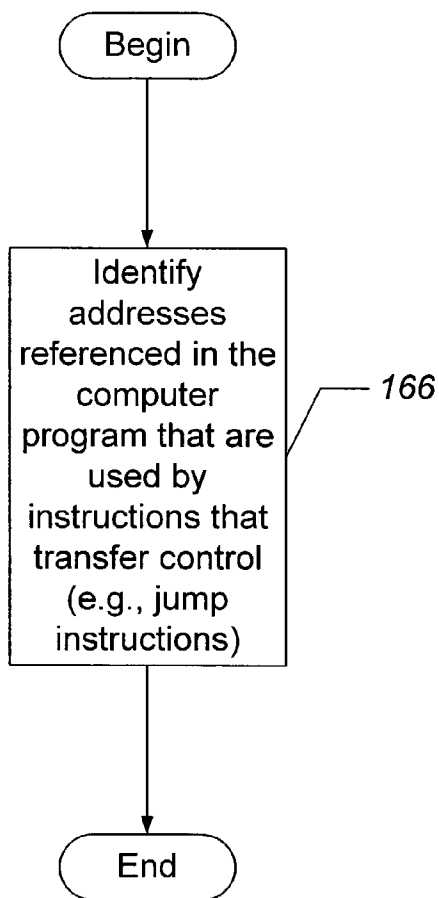 Begin
Identify
addresses
referenced in the
computer
program that are
used by
instructions that
transfer control
(e.g., jump
instructions)
166
End